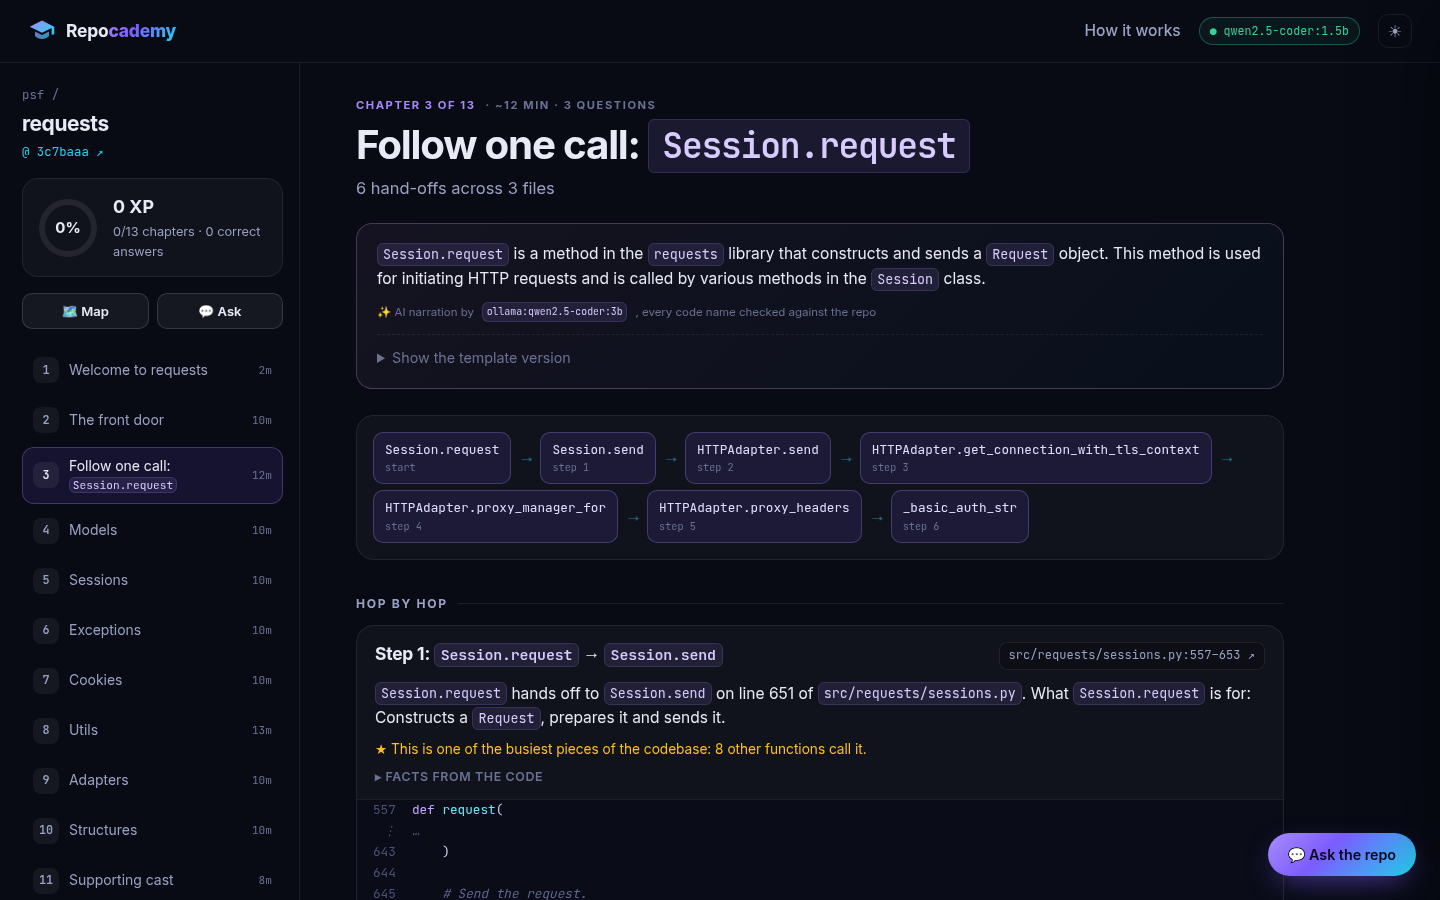 Repocademy
How it works
● qwen2.5-coder:1.5b
☀
psf /
requests
@ 3c7baaa ↗
0%
0 XP
0/13 chapters · 0 correct
answers
🗺️ Map
💬 Ask
1 Welcome to requests 2m
2 The front door 10m
3 Follow one call: 12m
Session.request
4 Models 10m
5 Sessions 10m
6 Exceptions 10m
7 Cookies 10m
8 Utils 13m
9 Adapters 10m
10 Structures 10m
11 Supporting cast 8m
CHAPTER 3 OF 13 · ~12 MIN · 3 QUESTIONS
Follow one call: Session.request
6 hand-offs across 3 files
Session.request is a method in the requests library that constructs and sends a Request object. This method is used
for initiating HTTP requests and is called by various methods in the Session class.
✨ AI narration by ollama:qwen2.5-coder:3b , every code name checked against the repo
▶ Show the template version
Session.request → Session.send → HTTPAdapter.send → HTTPAdapter.get_connection_with_tls_context →
start step 1 step 2 step 3
HTTPAdapter.proxy_manager_for → HTTPAdapter.proxy_headers → _basic_auth_str
step 4 step 5 step 6
HOP BY HOP
Step 1: Session.request → Session.send
src/requests/sessions.py:557–653 ↗
Session.request hands off to Session.send on line 651 of src/requests/sessions.py. What Session.request is for:
Constructs a Request, prepares it and sends it.
★ This is one of the busiest pieces of the codebase: 8 other functions call it.
▸ FACTS FROM THE CODE
557 def request(
⋮ …
643 )
644
645 # Send the request.
💬 Ask the repo